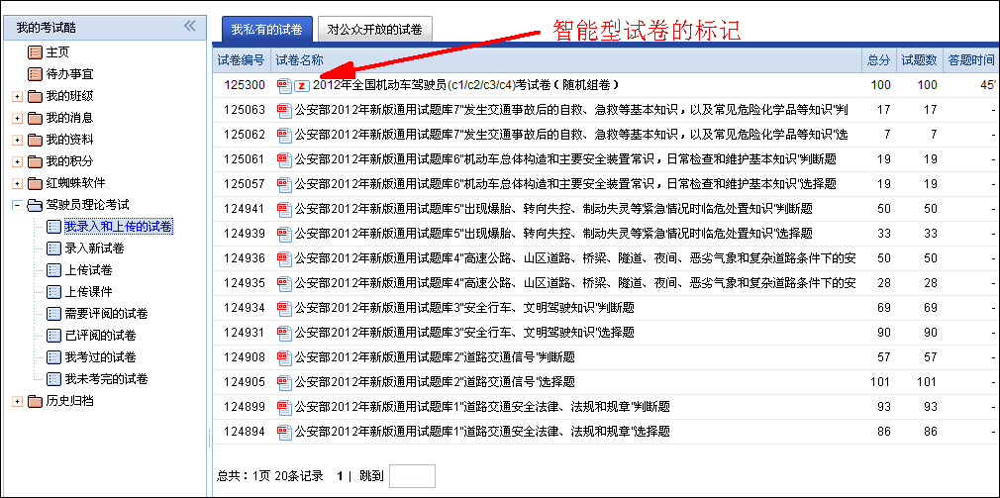 我的考试酷
主页
待办事宜
我的班级
我的消息
我的资料
我的积分
红蜘蛛软件
驾驶员理论考试
我录入和上传的试卷
录入新试卷
上传试卷
上传课件
需要评阅的试卷
已评阅的试卷
我考过的试卷
我未考完的试卷
历史归档
我私有的试卷 对公众开放的试卷
智能型试卷的标记
试卷编号 试卷名称 总分 试题数 答题时间
125300 z 2012年全国机动车驾驶员(c1/c2/c3/c4)考试卷(随机组卷) 100 100 45'
125063 公安部2012年新版通用试题库7"发生交通事故后的自救、急救等基本知识，以及常见危险化学品等知识"判 17 17 -
125062 公安部2012年新版通用试题库7"发生交通事故后的自救、急救等基本知识，以及常见危险化学品等知识"选 7 7 -
125061 公安部2012年新版通用试题库6"机动车总体构造和主要安全装置常识，日常检查和维护基本知识"判断题 19 19 -
125057 公安部2012年新版通用试题库6"机动车总体构造和主要安全装置常识，日常检查和维护基本知识"选择题 19 19 -
124941 公安部2012年新版通用试题库5"出现爆胎、转向失控、制动失灵等紧急情况时临危处置知识"判断题 50 50 -
124939 公安部2012年新版通用试题库5"出现爆胎、转向失控、制动失灵等紧急情况时临危处置知识"选择题 33 33 -
124936 公安部2012年新版通用试题库4"高速公路、山区道路、桥梁、隧道、夜间、恶劣气象和复杂道路条件下的安 50 50 -
124935 公安部2012年新版通用试题库4"高速公路、山区道路、桥梁、隧道、夜间、恶劣气象和复杂道路条件下的安 28 28 -
124934 公安部2012年新版通用试题库3"安全行车、文明驾驶知识"判断题 69 69 -
124931 公安部2012年新版通用试题库3"安全行车、文明驾驶知识"选择题 90 90 -
124908 公安部2012年新版通用试题库2"道路交通信号"判断题 57 57 -
124905 公安部2012年新版通用试题库2"道路交通信号"选择题 101 101 -
124899 公安部2012年新版通用试题库1"道路交通安全法律、法规和规章"判断题 93 93 -
124894 公安部2012年新版通用试题库1"道路交通安全法律、法规和规章"选择题 86 86 -
总共：1页 20条记录 1 | 跳到